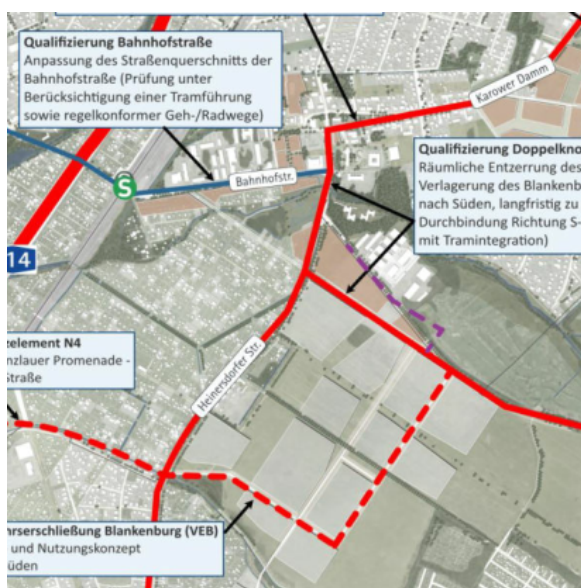 Qualifizierung Bahnhofstraße
Anpassung des Straßenquerschnitts der
Bahnhofstraße (Prüfung unter
Berücksichtigung einer Tramführung
sowie regelkonformer Geh-/Radwege)
Karower Damm
Qualifizierung Doppelkno
Räumliche Entzerrung des
Verlagerung des Blankenb
nach Süden, langfristig zu
Durchbindung Richtung S-
mit Tramintegration)
Bahnhofstr.
S
14
zelement N4
nzlauer Promenade -
Straße
Heinersdorfer Str.
hrserschließung Blankenburg (VEB)
und Nutzungskonzept
üden